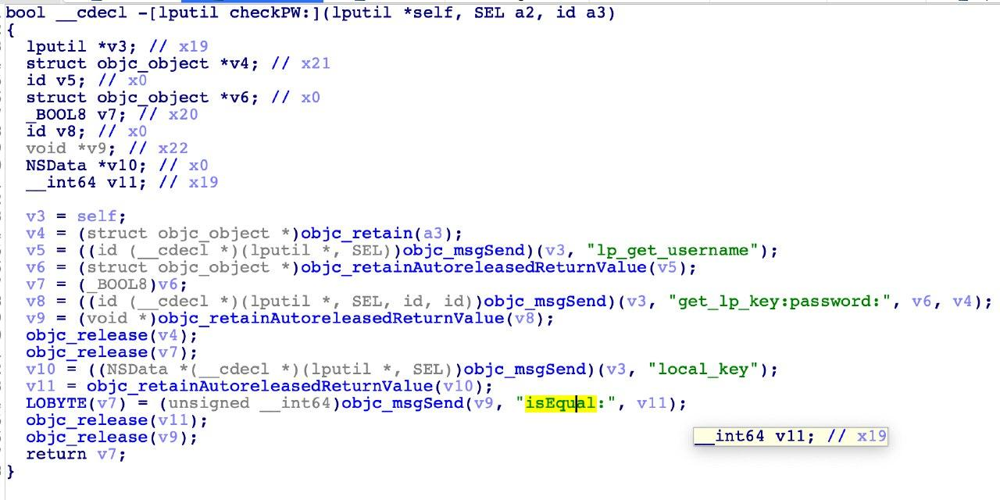 bool __cdecl -[lputil checkPW:](lputil *self, SEL a2, id a3)
{
lputil *v3; // x19
struct objc_object *v4; // x21
id v5; // x0
struct objc_object *v6; // x0
_BOOL8 v7; // x20
id v8; // x0
void *v9; // x22
NSData *v10; // x0
__int64 v11; // x19
v3 = self;
v4 = (struct objc_object *)objc_retain(a3);
v5 = ((id (__cdecl *)(lputil *, SEL))objc_msgSend)(v3, "lp_get_username");
v6 = (struct objc_object *)objc_retainAutoreleasedReturnValue(v5);
v7 = (_BOOL8)v6;
v8 = ((id (__cdecl *)(lputil *, SEL, id, id))objc_msgSend)(v3, "get_lp_key:password:", v6, v4);
v9 = (void *)objc_retainAutoreleasedReturnValue(v8);
objc_release(v4);
objc_release(v7);
v10 = ((NSData *(__cdecl *)(lputil *, SEL))objc_msgSend)(v3, "local_key");
v11 = objc_retainAutoreleasedReturnValue(v10);
LOBYTE(v7) = (unsigned __int64)objc_msgSend(v9, "isEqual:", v11);
objc_release(v11);
objc_release(v9);
__int64 v11; // x19
return v7;
}